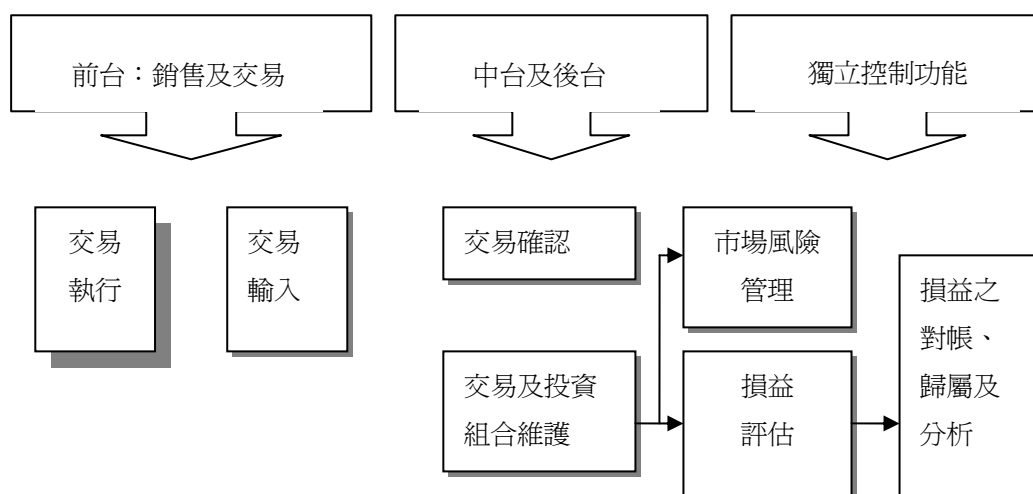 前台：銷售及交易
中台及後台
獨立控制功能
交易
執行
交易
輸入
交易確認
市場風險
管理
交易及投資
組合維護
損益
評估
損益之
對帳、
歸屬及
分析